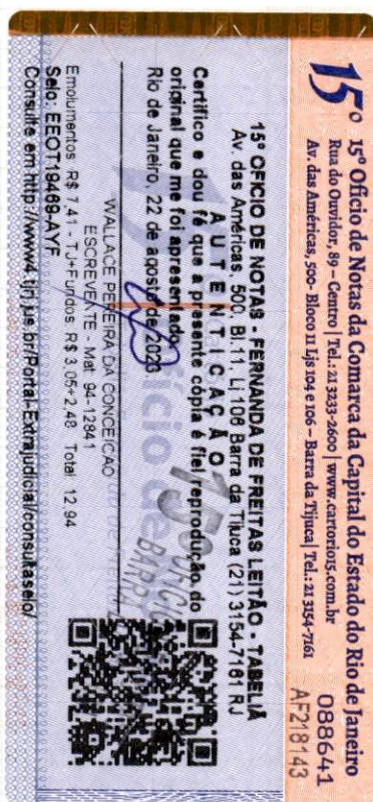 15º
15º Ofício de Notas da Comarca da Capital do Estado do Rio de Janeiro
Rua do Ouvidor, 89 – Centro | Tel.: 21 3233-2600 | www.cartorio15.com.br
Av. das Américas, 500- Bloco 11 Ljs 104 e 106 – Barra da Tijuca | Tel.: 21 3154-7161
088641
AF218143
15º OFICIO DE NOTAS - FERNANDA DE FREITAS LEITÃO - TABELIÃ
Av. das Américas, 500, Bl. 11, Lj 106 Barra da Tijuca (21) 3154-7161 RJ
A U T E N T I C A Ç Ã O
Certifico e dou fé que a presente cópia é fiel reprodução do
original que me foi apresentado.
Rio de Janeiro, 22 de agosto de 2023
WALLACE PEREIRA DA CONCEICAO
ESCREVENTE - Mat 94-12841
Emolumentos: R$ 7,41 - TJ+Fundos: R$ 3,05+2,48 Total: 12,94
Selo: EEOT19469-AYF
Consulte em http://www4.tjrj.jus.br/Portal-Extrajudicial/consultaselo/